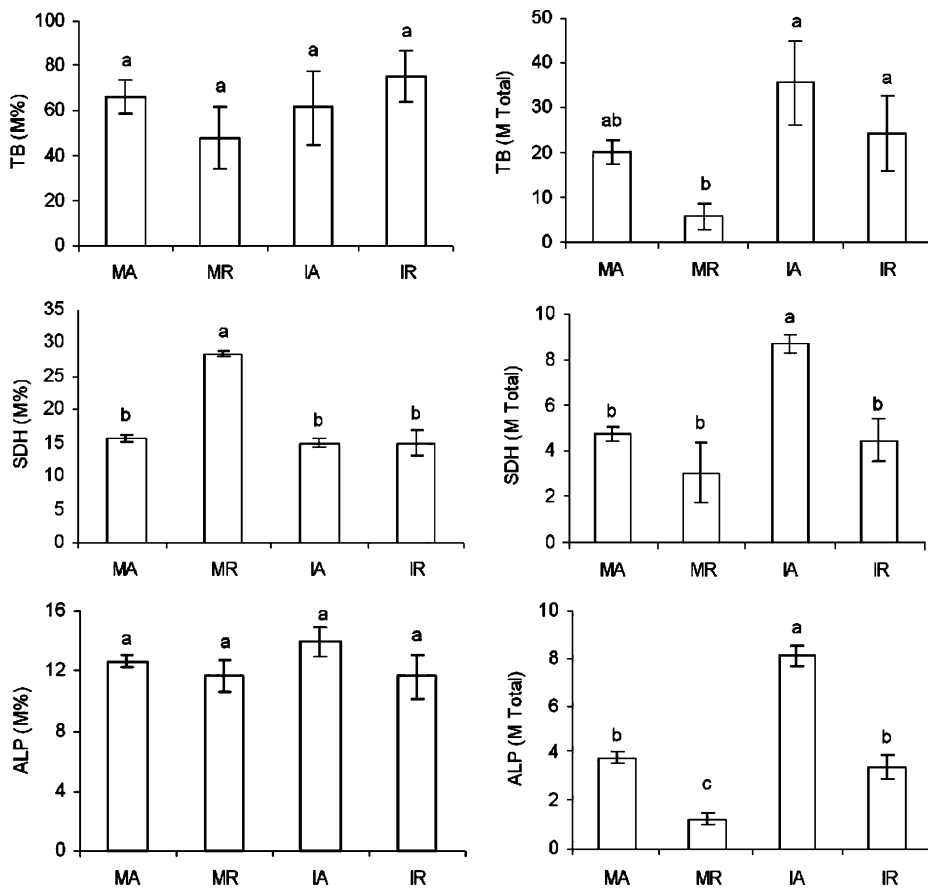 TB (M%)
100
80
60
40
20
0
a
a
a
a
MA
MR
IA
IR
TB (M Total)
50
40
30
20
10
0
ab
b
a
a
MA
MR
IA
IR
SDH (M%)
35
30
25
20
15
10
5
0
b
a
b
b
MA
MR
IA
IR
SDH (M Total)
10
8
6
4
2
0
b
b
a
b
MA
MR
IA
IR
ALP (M%)
16
12
8
4
0
a
a
a
a
MA
MR
IA
IR
ALP (M Total)
10
8
6
4
2
0
b
c
a
b
MA
MR
IA
IR